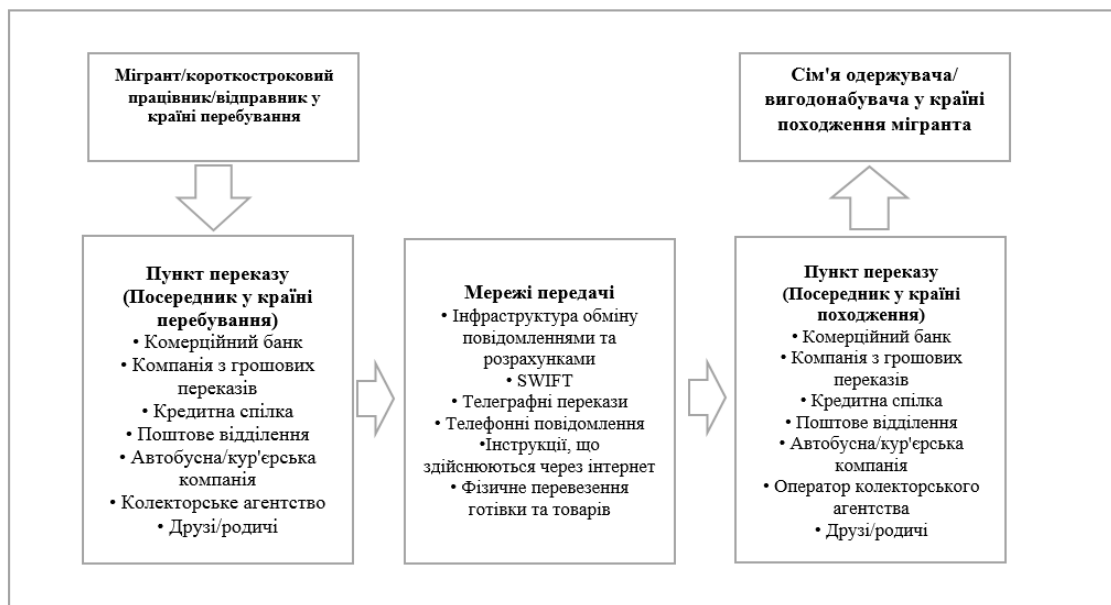 Мігрант/короткостроковий
працівник/відправник у
країні перебування
Сім'я одержувача/
вигодонабувача у країні
походження мігранта
Пункт переказу
(Посередник у країні
перебування)
• Комерційний банк
• Компанія з грошових
переказів
• Кредитна спілка
• Поштове відділення
• Автобусна/кур'єрська
компанія
• Колекторське агентство
• Друзі/родичі
Мережі передачі
• Інфраструктура обміну
повідомленнями та
розрахунками
• SWIFT
• Телеграфні перекази
• Телефонні повідомлення
•Інструкції, що
здійснюються через інтернет
• Фізичне перевезення
готівки та товарів
Пункт переказу
(Посередник у країні
походження)
• Комерційний банк
• Компанія з грошових
переказів
• Кредитна спілка
• Поштове відділення
• Автобусна/кур'єрська
компанія
• Оператор колекторського
агентства
• Друзі/родичі